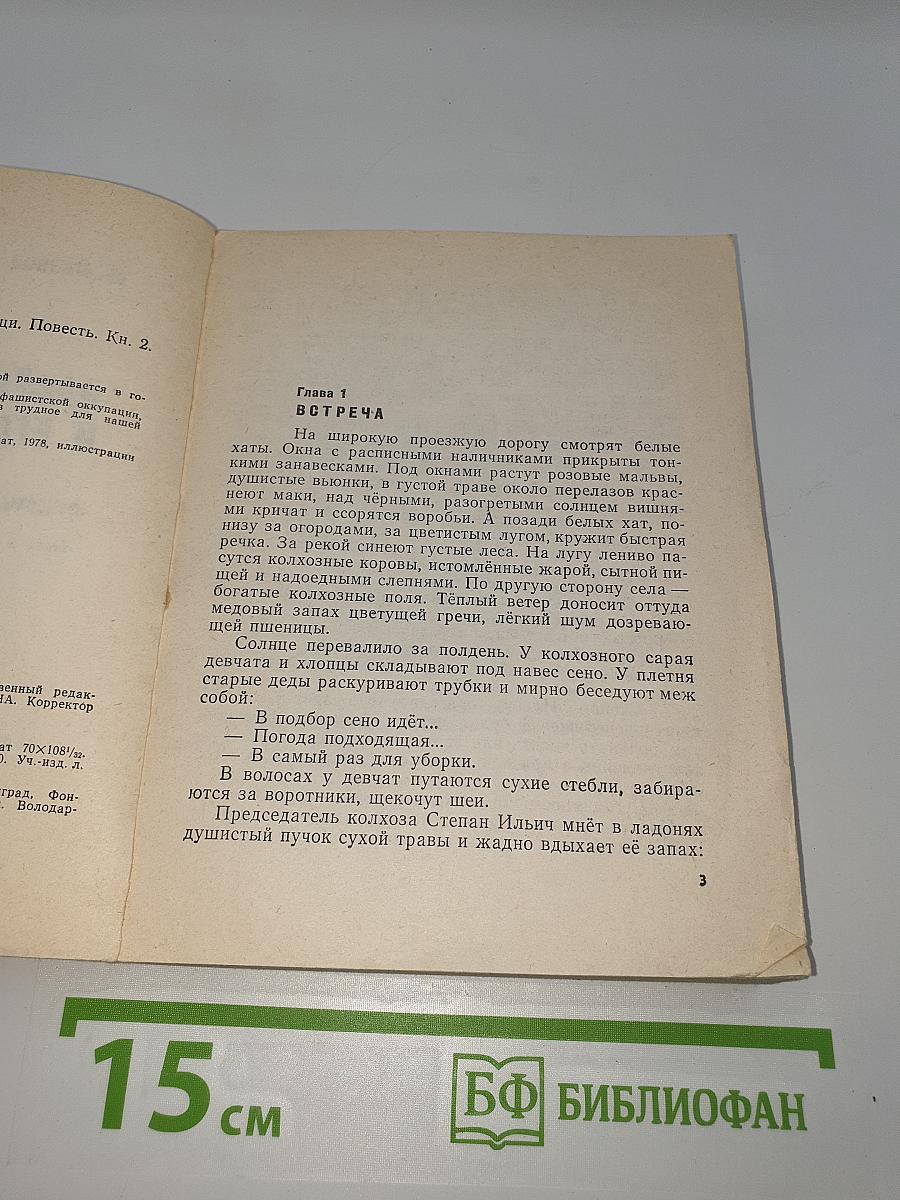 ци. Повесть. Кн. 2.
ой развертывается в го-
фашистской оккупации,
в трудное для нашей
ат, 1978, иллюстрации
венный редак-
НА. Корректор
ат 70×108¹/₃₂.
0. Уч.-изд. л.
град, Фон-
Володар-
Глава 1
ВСТРЕЧА
На широкую проезжую дорогу смотрят белые
хаты. Окна с расписными наличниками прикрыты тон-
кими занавесками. Под окнами растут розовые мальвы,
душистые вьюнки, в густой траве около перелазов крас-
неют маки, над чёрными, разогретыми солнцем вишня-
ми кричат и ссорятся воробьи. А позади белых хат, по-
низу за огородами, за цветистым лугом, кружит быстрая
речка. За рекой синеют густые леса. На лугу лениво па-
сутся колхозные коровы, истомлённые жарой, сытной пи-
щей и надоедными слепнями. По другую сторону села —
богатые колхозные поля. Тёплый ветер доносит оттуда
медовый запах цветущей гречи, лёгкий шум дозреваю-
щей пшеницы.
Солнце перевалило за полдень. У колхозного сарая
девчата и хлопцы складывают под навес сено. У плетня
старые деды раскуривают трубки и мирно беседуют меж
собой:
— В подбор сено идёт...
— Погода подходящая...
— В самый раз для уборки.
В волосах у девчат путаются сухие стебли, забира-
ются за воротники, щекочут шеи.
Председатель колхоза Степан Ильич мнёт в ладонях
душистый пучок сухой травы и жадно вдыхает её запах:
3
15 см
БФ БИБЛИОФАН